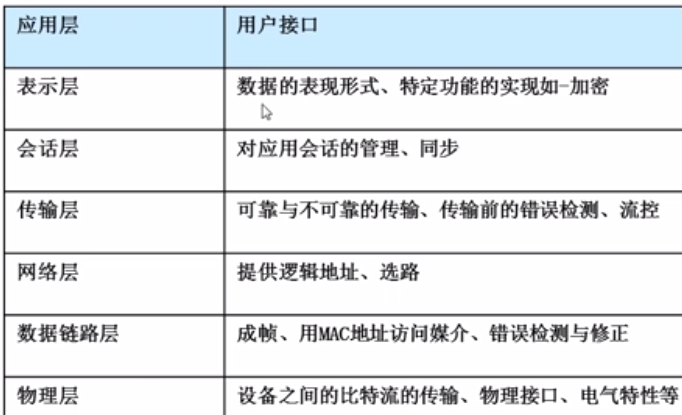 应用层 用户接口
表示层 数据的表现形式、特定功能的实现如-加密
会话层 对应用会话的管理、同步
传输层 可靠与不可靠的传输、传输前的错误检测、流控
网络层 提供逻辑地址、选路
数据链路层 成帧、用MAC地址访问媒介、错误检测与修正
物理层 设备之间的比特流的传输、物理接口、电气特性等